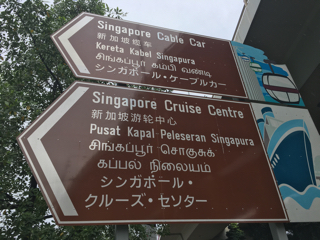 Singapore Cable Car
新加坡缆车
Kereta Kabel Singapura
சிங்கப்பூர் கம்பி வண்டி
シンガポール・ケーブルカー
Singapore Cruise Centre
新加坡游轮中心
Pusat Kapal Peleseran Singapura
சிங்கப்பூர் சொகுசுக்
கப்பல் நிலையம்
シンガポール・
クルーズ・センター